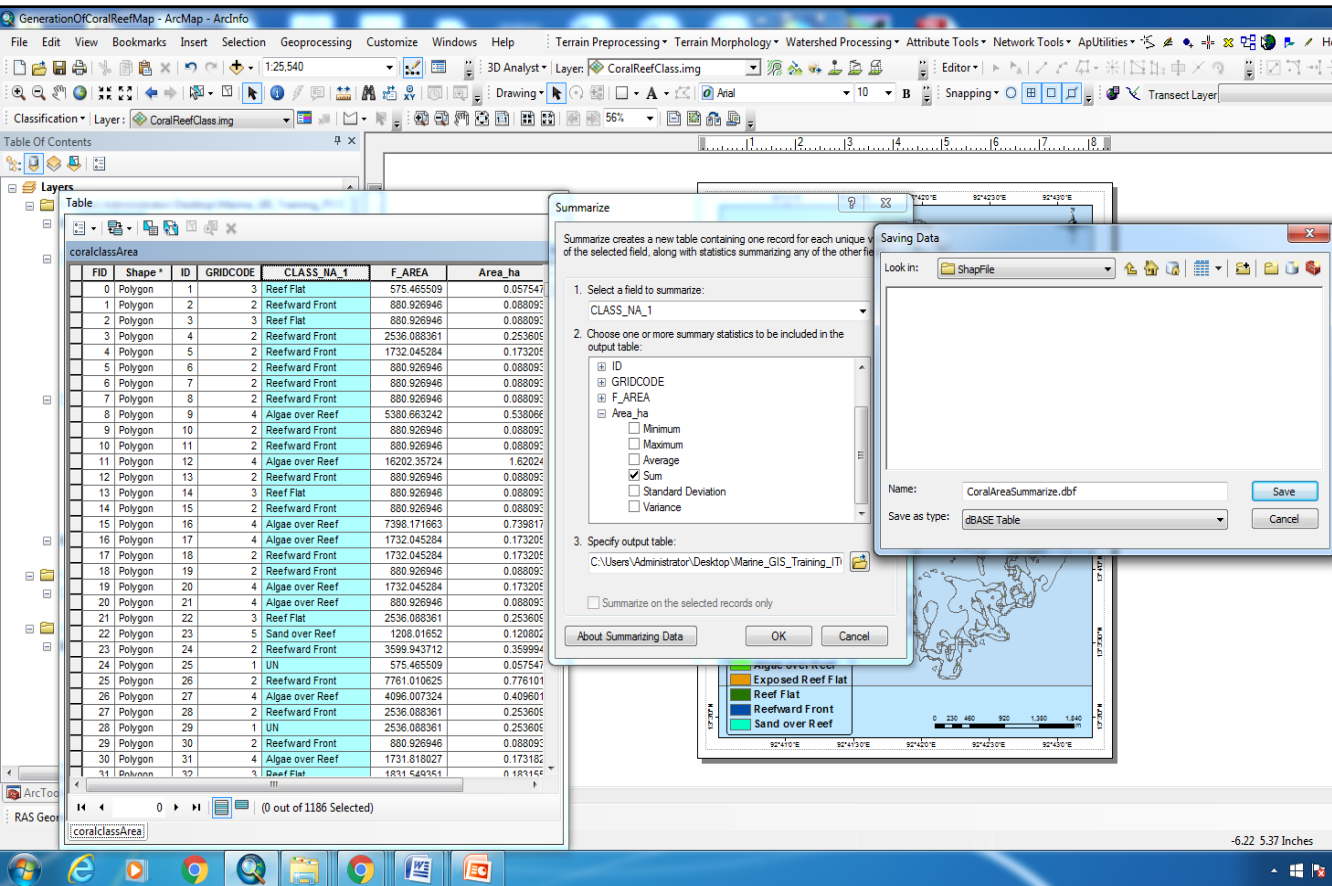 GenerationOfCoralReefMap - ArcMap - ArcInfo
File Edit View Bookmarks Insert Selection Geoprocessing Customize Windows Help Terrain Preprocessing Terrain Morphology Watershed Processing Attribute Tools Network Tools ApUtilities
1:25,540 3D Analyst Layer: CoralReefClass.img Editor
Drawing A Arial 10 B Snapping Transect Layer
Classification Layer: CoralReefClass.img 56%
Table Of Contents
1 2 3 4 5 6 7 8
Layers
Table
coralclassArea
FID Shape * ID GRIDCODE CLASS_NA_1 F_AREA Area_ha
0 Polygon 1 3 Reef Flat 575.465509 0.057547
1 Polygon 2 2 Reefward Front 880.926946 0.088093
2 Polygon 3 3 Reef Flat 880.926946 0.088093
3 Polygon 4 2 Reefward Front 2536.088361 0.253609
4 Polygon 5 2 Reefward Front 1732.045284 0.173205
5 Polygon 6 2 Reefward Front 880.926946 0.088093
6 Polygon 7 2 Reefward Front 880.926946 0.088093
7 Polygon 8 2 Reefward Front 880.926946 0.088093
8 Polygon 9 4 Algae over Reef 5380.663242 0.538066
9 Polygon 10 2 Reefward Front 880.926946 0.088093
10 Polygon 11 2 Reefward Front 880.926946 0.088093
11 Polygon 12 4 Algae over Reef 16202.35724 1.62024
12 Polygon 13 2 Reefward Front 880.926946 0.088093
13 Polygon 14 3 Reef Flat 880.926946 0.088093
14 Polygon 15 2 Reefward Front 880.926946 0.088093
15 Polygon 16 4 Algae over Reef 7398.171663 0.739817
16 Polygon 17 4 Algae over Reef 1732.045284 0.173205
17 Polygon 18 2 Reefward Front 1732.045284 0.173205
18 Polygon 19 2 Reefward Front 880.926946 0.088093
19 Polygon 20 4 Algae over Reef 1732.045284 0.173205
20 Polygon 21 4 Algae over Reef 880.926946 0.088093
21 Polygon 22 3 Reef Flat 2536.088361 0.253609
22 Polygon 23 5 Sand over Reef 1208.01652 0.120802
23 Polygon 24 2 Reefward Front 3599.943712 0.359994
24 Polygon 25 1 UN 575.465509 0.057547
25 Polygon 26 2 Reefward Front 7761.010625 0.776101
26 Polygon 27 4 Algae over Reef 4096.007324 0.409601
27 Polygon 28 2 Reefward Front 2536.088361 0.253609
28 Polygon 29 1 UN 2536.088361 0.253609
29 Polygon 30 2 Reefward Front 880.926946 0.088093
30 Polygon 31 4 Algae over Reef 1731.818027 0.173182
31 Polygon 32 3 Reef Flat 1831.549351 0.183155
0 (0 out of 1186 Selected)
coralclassArea
Summarize
Summarize creates a new table containing one record for each unique v
of the selected field, along with statistics summarizing any of the other fie
1. Select a field to summarize:
CLASS_NA_1
2. Choose one or more summary statistics to be included in the
output table:
ID
GRIDCODE
F_AREA
Area_ha
Minimum
Maximum
Average
Sum
Standard Deviation
Variance
3. Specify output table:
C:\Users\Administrator\Desktop\Marine_GIS_Training_IT
Summarize on the selected records only
About Summarizing Data OK Cancel
Saving Data
Look in: ShapFile
Name: CoralAreaSummarize.dbf Save
Save as type: dBASE Table Cancel
92°42'30"E 92°43'0"E
Algae over Reef
Exposed Reef Flat
Reef Flat
Reefward Front
Sand over Reef
0 230 460 920 1,380 1,840
m
92°41'0"E 92°41'30"E 92°42'0"E 92°42'30"E 92°43'0"E
ArcToo
RAS Geor
-6.22 5.37 Inches